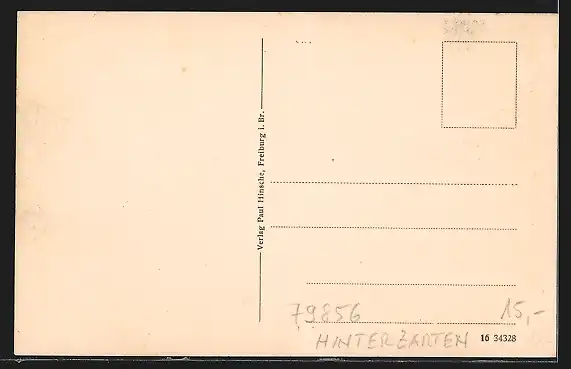 Verlag Paul Hinsche, Freiburg i. Br.
79856
15,-
HINTERZARTEN
16 34328